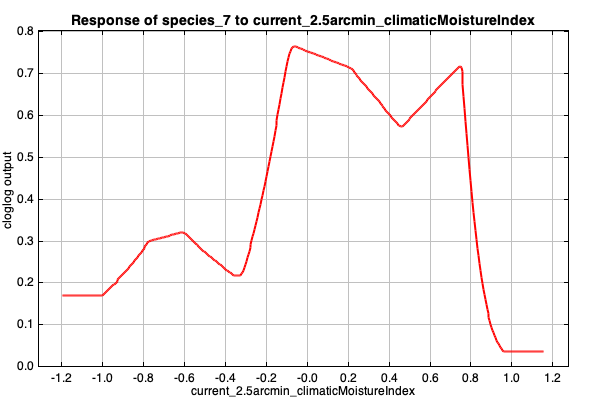 Response of species_7 to current_2.5arcmin_climaticMoistureIndex
0.8
0.7
0.6
0.5
0.4
0.3
0.2
0.1
0.0
cloglog output
-1.2 -1.0 -0.8 -0.6 -0.4 -0.2 -0.0 0.2 0.4 0.6 0.8 1.0 1.2
current_2.5arcmin_climaticMoistureIndex